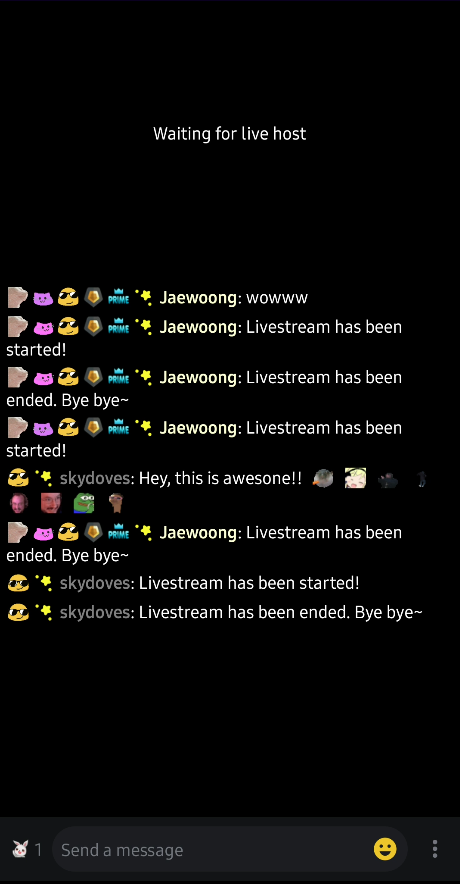 Waiting for live host
PRIME Jaewoong: wowww
PRIME Jaewoong: Livestream has been
started!
PRIME Jaewoong: Livestream has been
ended. Bye bye~
PRIME Jaewoong: Livestream has been
started!
skydoves: Hey, this is awesone!!
PRIME Jaewoong: Livestream has been
ended. Bye bye~
skydoves: Livestream has been started!
skydoves: Livestream has been ended. Bye bye~
1 Send a message